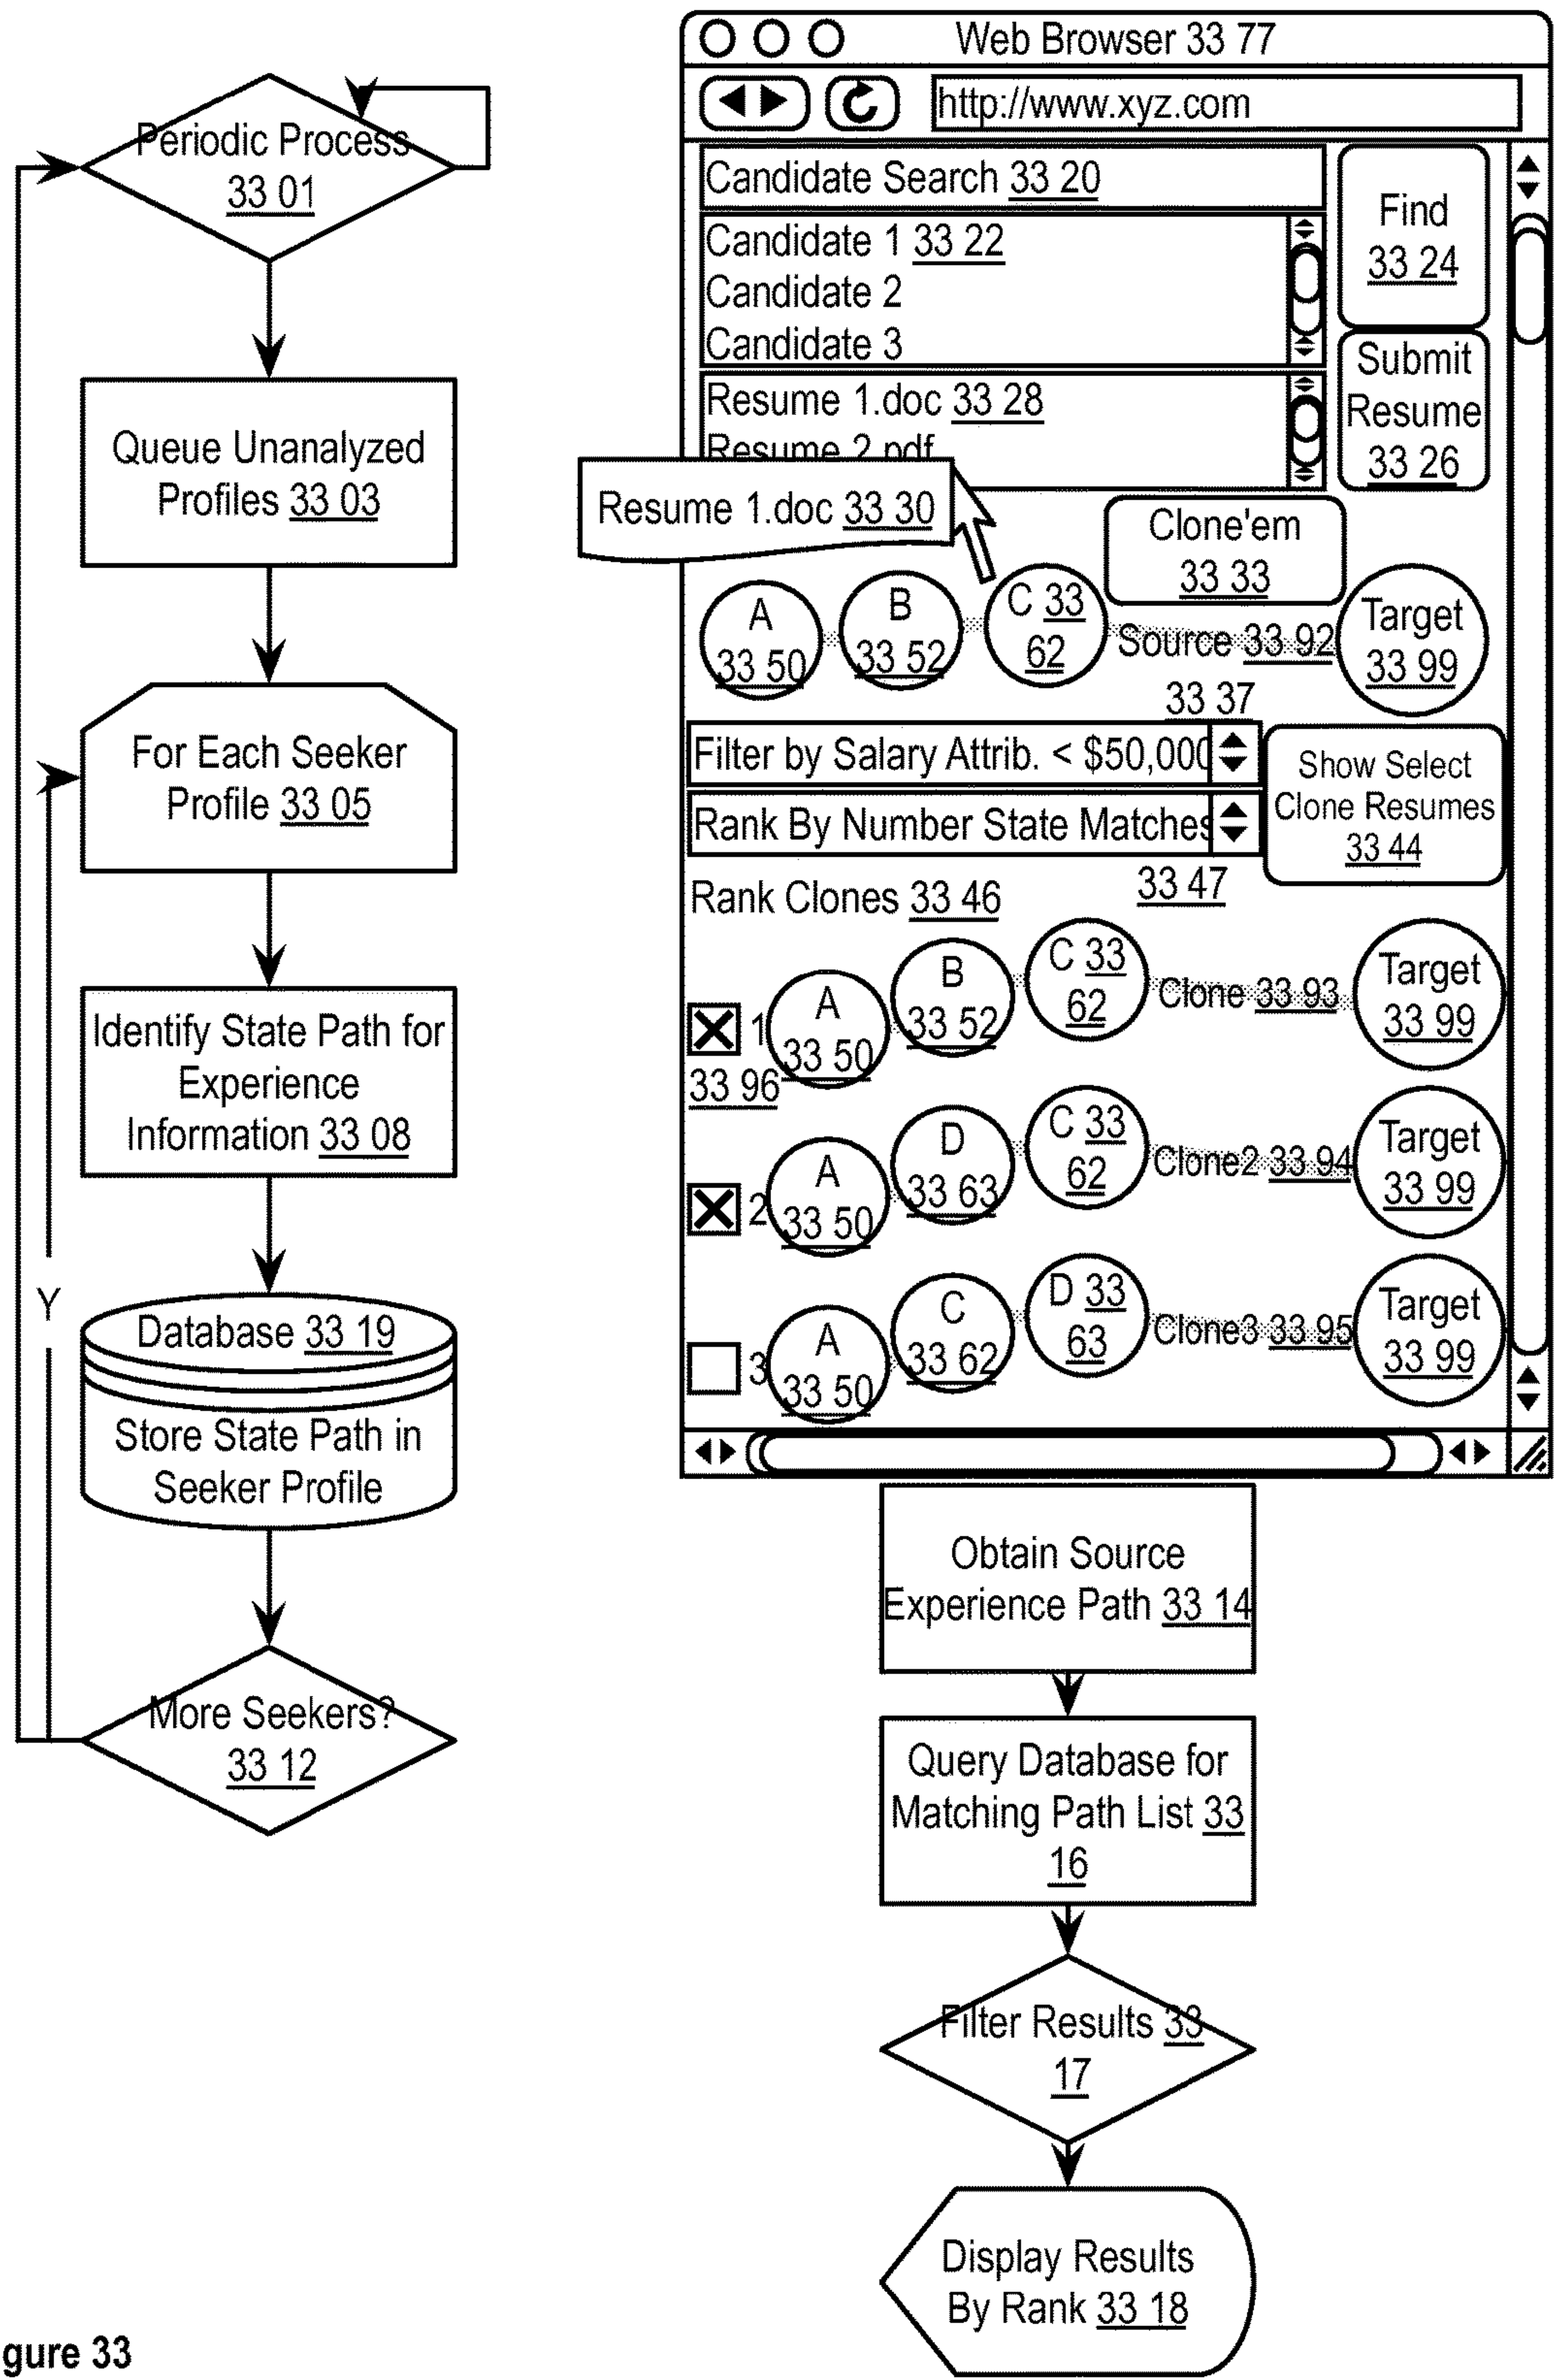 Periodic Process
33 01
Queue Unanalyzed
Profiles 33 03
For Each Seeker
Profile 33 05
Identify State Path for
Experience
Information 33 08
Y
Database 33 19
Store State Path in
Seeker Profile
More Seekers?
33 12
Web Browser 33 77
http://www.xyz.com
Candidate Search 33 20
Find
33 24
Candidate 1 33 22
Candidate 2
Candidate 3
Submit
Resume
33 26
Resume 1.doc 33 28
Resume 2.pdf
Resume 1.doc 33 30
Clone'em
33 33
A
33 50
B
33 52
C 33
62
Source 33 92
Target
33 99
33 37
Filter by Salary Attrib. < $50,000
Rank By Number State Matches
Show Select
Clone Resumes
33 44
33 47
Rank Clones 33 46
1
33 96
A
33 50
B
33 52
C 33
62
Clone 33 93
Target
33 99
2
A
33 50
D
33 63
C 33
62
Clone2 33 94
Target
33 99
3
A
33 50
C
33 62
D 33
63
Clone3 33 95
Target
33 99
Obtain Source
Experience Path 33 14
Query Database for
Matching Path List 33
16
Filter Results 33
17
Display Results
By Rank 33 18
gure 33